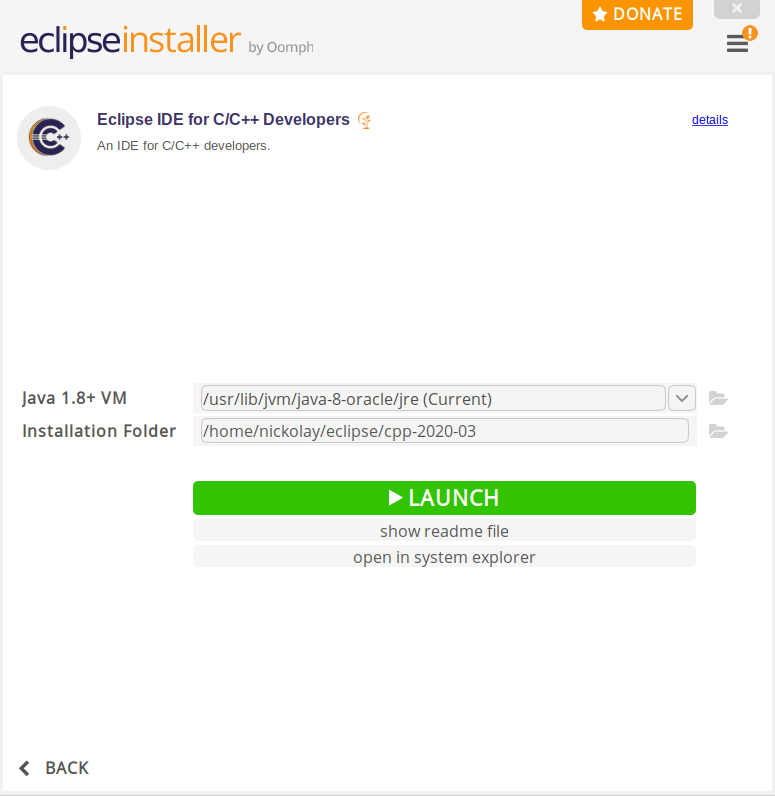 DONATE
eclipseinstaller by Oomph
!
C++
Eclipse IDE for C/C++ Developers
details
An IDE for C/C++ developers.
Java 1.8+ VM
/usr/lib/jvm/java-8-oracle/jre (Current)
Installation Folder
/home/nickolay/eclipse/cpp-2020-03
LAUNCH
show readme file
open in system explorer
BACK